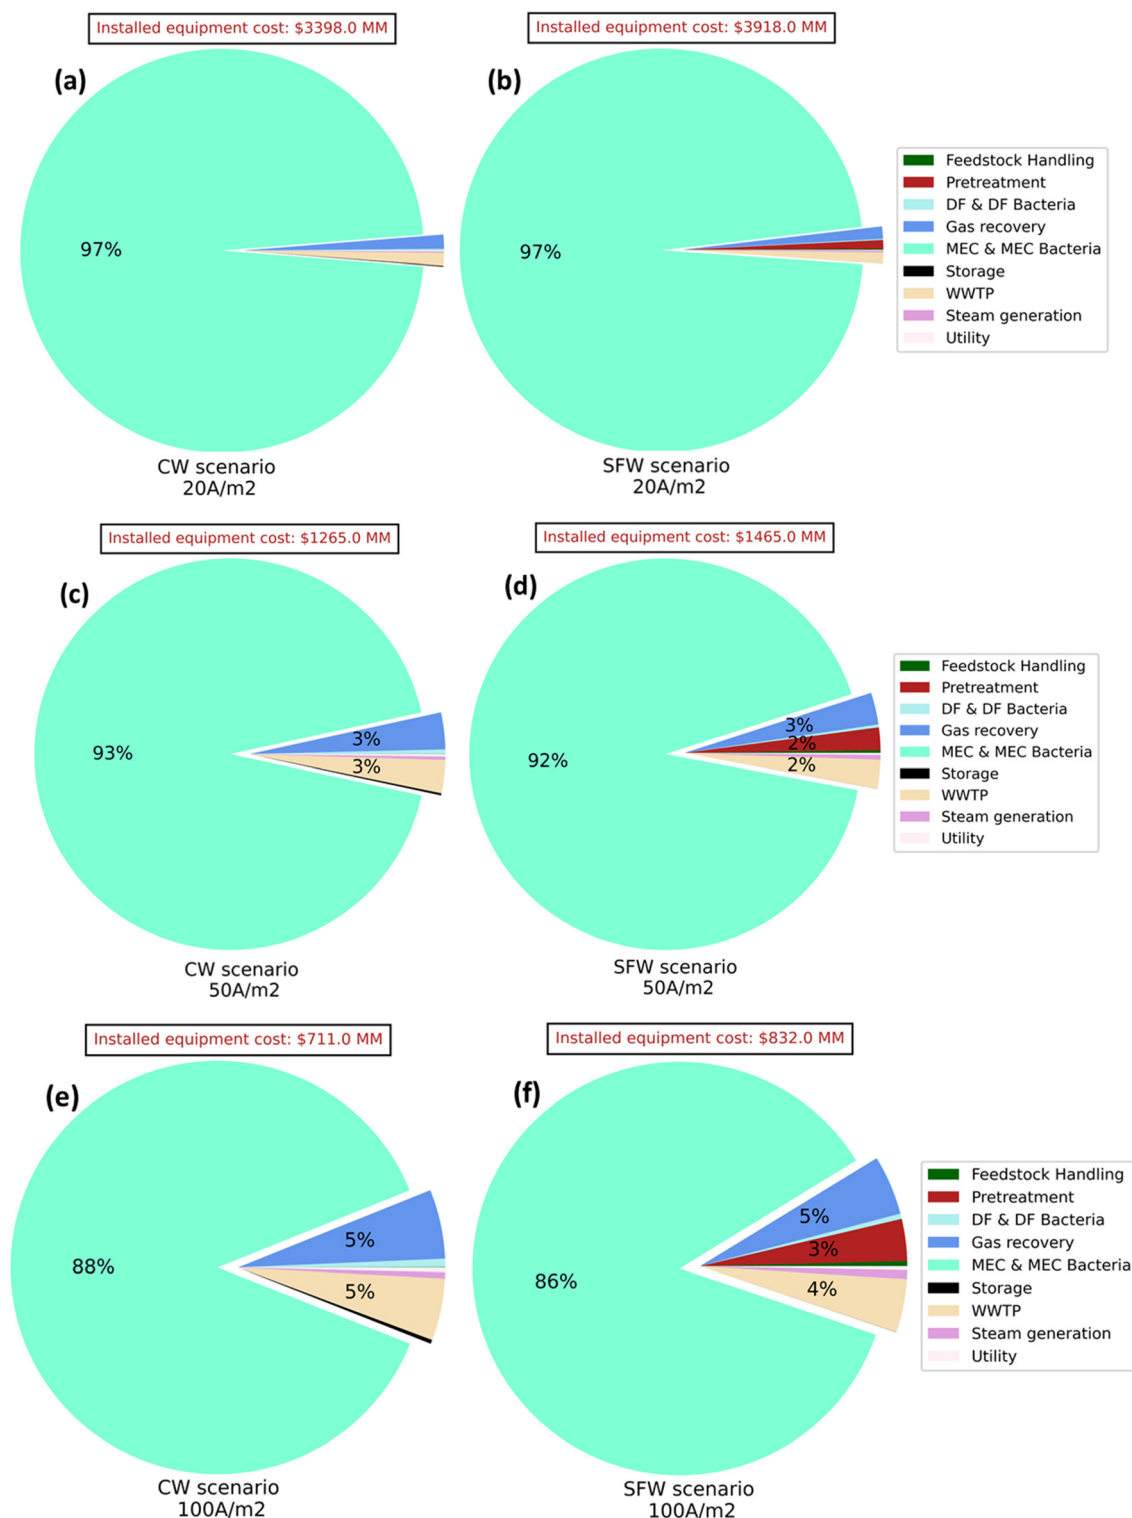 Installed equipment cost: $3398.0 MM
Installed equipment cost: $3918.0 MM
(a)
(b)
97%
97%
Feedstock Handling
Pretreatment
DF & DF Bacteria
Gas recovery
MEC & MEC Bacteria
Storage
WWTP
Steam generation
Utility
CW scenario
20A/m2
SFW scenario
20A/m2
Installed equipment cost: $1265.0 MM
Installed equipment cost: $1465.0 MM
(c)
(d)
93%
3%
3%
92%
3%
2%
2%
Feedstock Handling
Pretreatment
DF & DF Bacteria
Gas recovery
MEC & MEC Bacteria
Storage
WWTP
Steam generation
Utility
CW scenario
50A/m2
SFW scenario
50A/m2
Installed equipment cost: $711.0 MM
Installed equipment cost: $832.0 MM
(e)
(f)
88%
5%
5%
86%
5%
3%
4%
Feedstock Handling
Pretreatment
DF & DF Bacteria
Gas recovery
MEC & MEC Bacteria
Storage
WWTP
Steam generation
Utility
CW scenario
100A/m2
SFW scenario
100A/m2